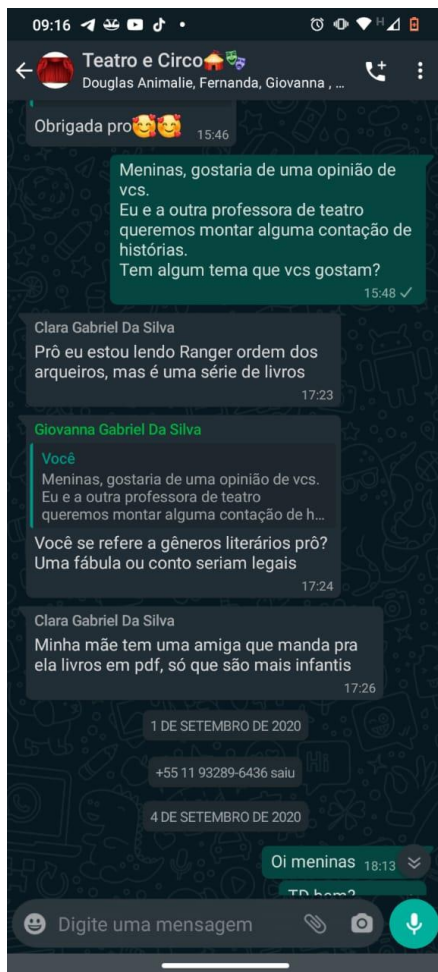 09:16
Teatro e Circo🎪🎭
Douglas Animalie, Fernanda, Giovanna , ...
Obrigada pro🥰🥰
15:46
Meninas, gostaria de uma opinião de
vcs.
Eu e a outra professora de teatro
queremos montar alguma contação de
histórias.
Tem algum tema que vcs gostam?
15:48
Clara Gabriel Da Silva
Prô eu estou lendo Ranger ordem dos
arqueiros, mas é uma série de livros
17:23
Giovanna Gabriel Da Silva
Você
Meninas, gostaria de uma opinião de vcs.
Eu e a outra professora de teatro
queremos montar alguma contação de h...
Você se refere a gêneros literários prô?
Uma fábula ou conto seriam legais
17:24
Clara Gabriel Da Silva
Minha mãe tem uma amiga que manda pra
ela livros em pdf, só que são mais infantis
17:26
1 DE SETEMBRO DE 2020
+55 11 93289-6436 saiu
4 DE SETEMBRO DE 2020
Oi meninas 18:13
TD bem?
Digite uma mensagem